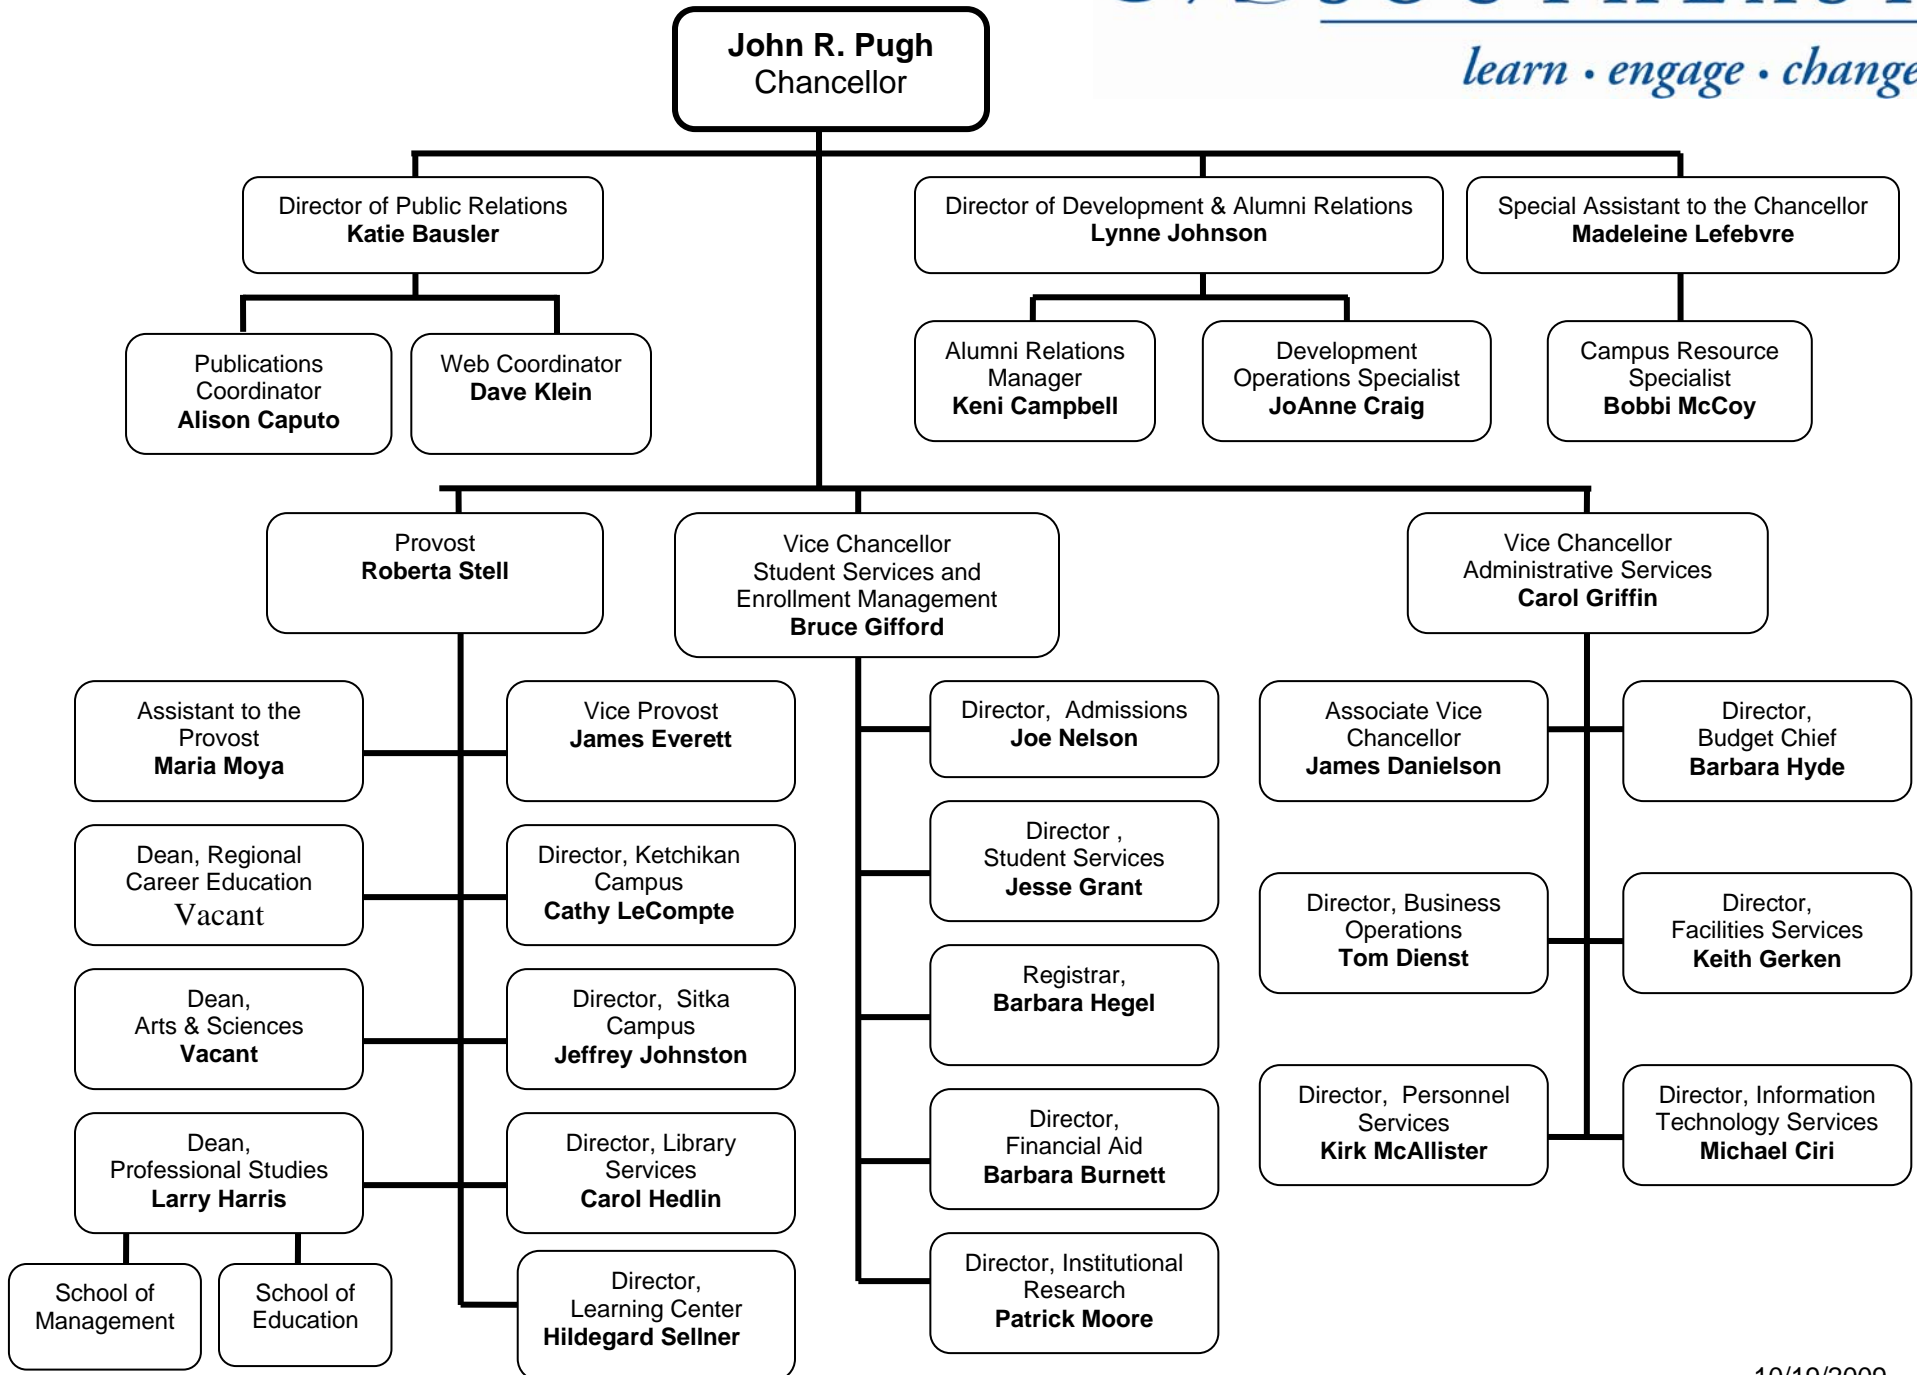 John R. Pugh
Chancellor
learn • engage • change
Director of Public Relations
Katie Bausler
Director of Development & Alumni Relations
Lynne Johnson
Special Assistant to the Chancellor
Madeleine Lefebvre
Publications
Coordinator
Alison Caputo
Web Coordinator
Dave Klein
Alumni Relations
Manager
Keni Campbell
Development
Operations Specialist
JoAnne Craig
Campus Resource
Specialist
Bobbi McCoy
Provost
Roberta Stell
Vice Chancellor
Student Services and
Enrollment Management
Bruce Gifford
Vice Chancellor
Administrative Services
Carol Griffin
Assistant to the
Provost
Maria Moya
Vice Provost
James Everett
Dean, Regional
Career Education
Vacant
Director, Ketchikan
Campus
Cathy LeCompte
Dean,
Arts & Sciences
Vacant
Director, Sitka
Campus
Jeffrey Johnston
Dean,
Professional Studies
Larry Harris
Director, Library
Services
Carol Hedlin
School of
Management
School of
Education
Director,
Learning Center
Hildegard Sellner
Director, Admissions
Joe Nelson
Director ,
Student Services
Jesse Grant
Registrar,
Barbara Hegel
Director,
Financial Aid
Barbara Burnett
Director, Institutional
Research
Patrick Moore
Associate Vice
Chancellor
James Danielson
Director,
Budget Chief
Barbara Hyde
Director, Business
Operations
Tom Dienst
Director,
Facilities Services
Keith Gerken
Director, Personnel
Services
Kirk McAllister
Director, Information
Technology Services
Michael Ciri
10/19/2009